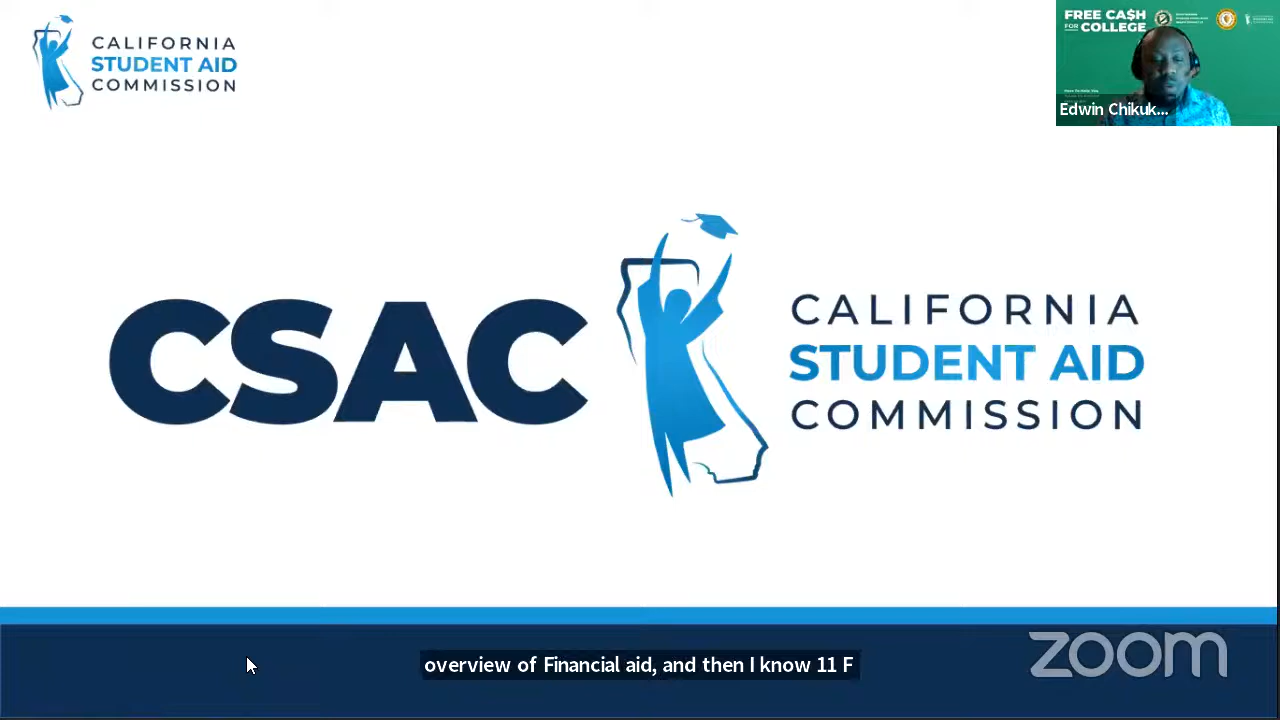 CALIFORNIA
STUDENT AID
COMMISSION
FREE CA$H
FOR COLLEGE
Edwin Chikuk...
CSAC
CALIFORNIA
STUDENT AID
COMMISSION
overview of Financial aid, and then I know 11 F
zoom